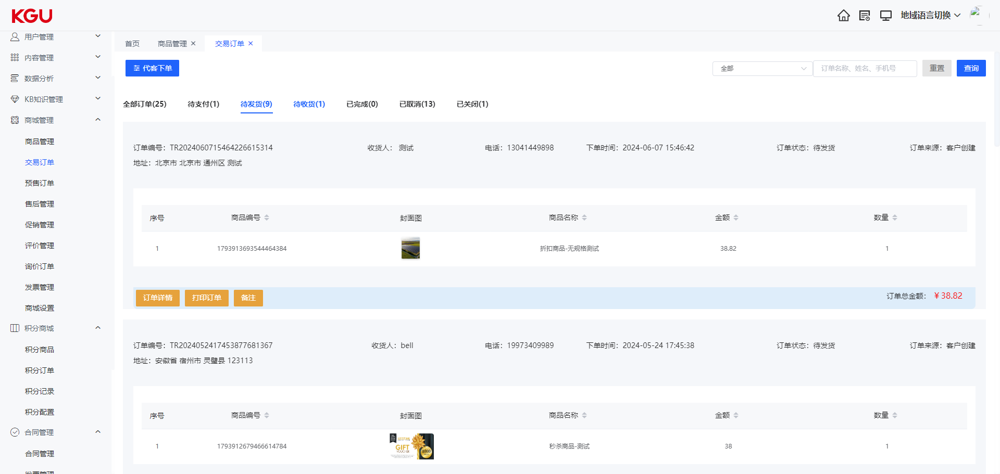 KGU
地域语言切换
用户管理
内容管理
数据分析
KB知识管理
商城管理
商品管理
交易订单
预售订单
售后管理
促销管理
评价管理
询价订单
发票管理
商城设置
积分商城
积分商品
积分订单
积分记录
积分配置
合同管理
合同管理
发票管理
首页 商品管理 交易订单
代客下单 全部 订单名称、姓名、手机号 重置 查询
全部订单(25) 待支付(1) 待发货(9) 待收货(1) 已完成(0) 已取消(13) 已关闭(1)
订单编号：TR2024060715464226615314 收货人： 测试 电话：13041449898 下单时间：2024-06-07 15:46:42 订单状态：待发货 订单来源：客户创建
地址：北京市 北京市 通州区 测试
序号 商品编号 封面图 商品名称 金额 数量
1 1793913693544464384 折扣商品-无规格测试 38.82 1
订单详情 打印订单 备注 订单总金额： ¥ 38.82
订单编号：TR2024052417453877681367 收货人：bell 电话：19973409989 下单时间：2024-05-24 17:45:38 订单状态：待发货 订单来源：客户创建
地址：安徽省 宿州市 灵璧县 123113
序号 商品编号 封面图 商品名称 金额 数量
1 1793912679466614784 秒杀商品-测试 38 1
GIFT
VOUCHER